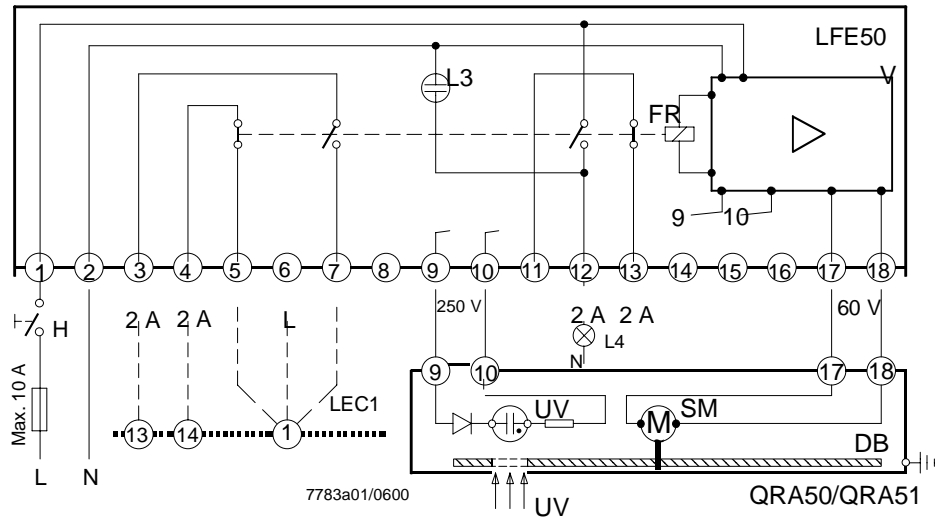 LFE50
V
L3
FR
9 10
1 2 3 4 5 6 7 8 9 10 11 12 13 14 15 16 17 18
250 V
60 V
H
2 A 2 A
L
2 A 2 A
L4
N
9 10 17 18
Max. 10 A
LEC1
UV
M
SM
13 14 1
DB
L N
7783a01/0600
UV
QRA50/QRA51